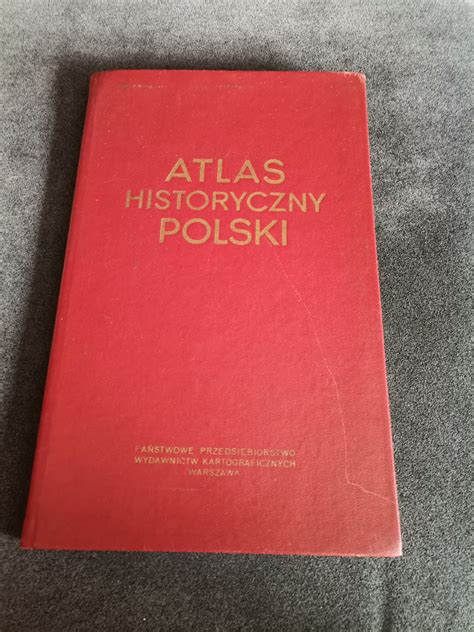 ATLAS
HISTORYCZNY
POLSKI
PAŃSTWOWE PRZEDSIĘBIORSTWO
WYDAWNICTW KARTOGRAFICZNYCH
WARSZAWA